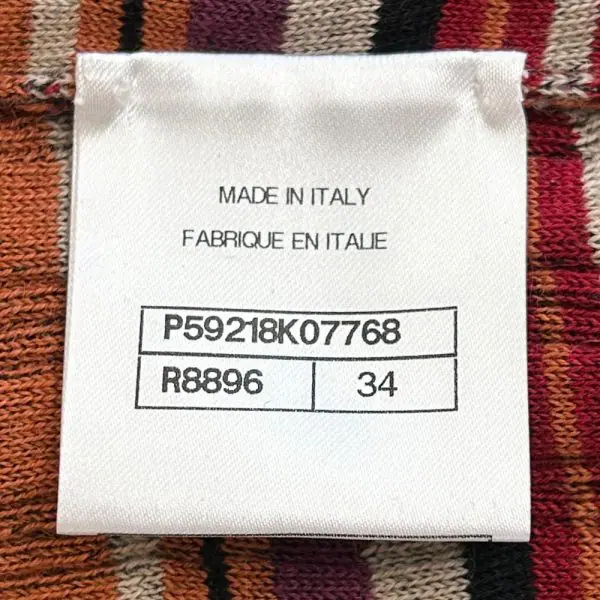 MADE IN ITALY
FABRIQUE EN ITALIE
P59218K07768
R8896 34